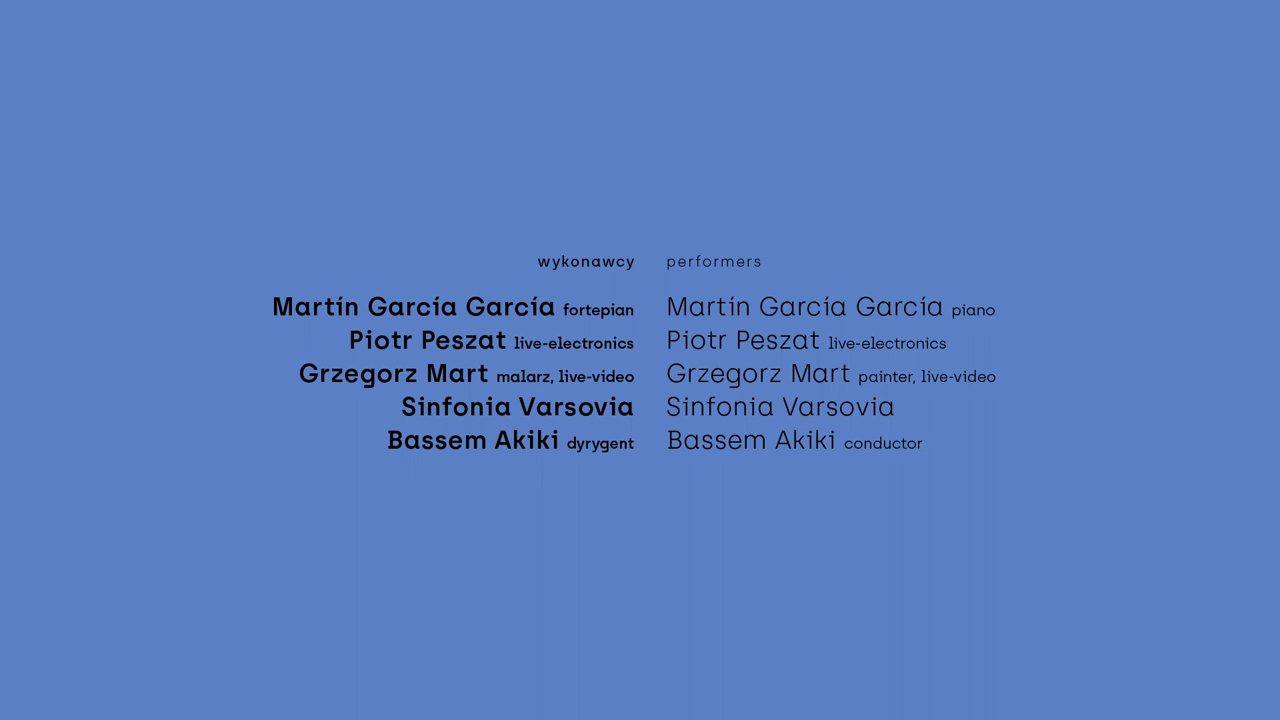 wykonawcy performers
Martín García García fortepian Martín García García piano
Piotr Peszat live-electronics Piotr Peszat live-electronics
Grzegorz Mart malarz, live-video Grzegorz Mart painter, live-video
Sinfonia Varsovia Sinfonia Varsovia
Bassem Akiki dyrygent Bassem Akiki conductor